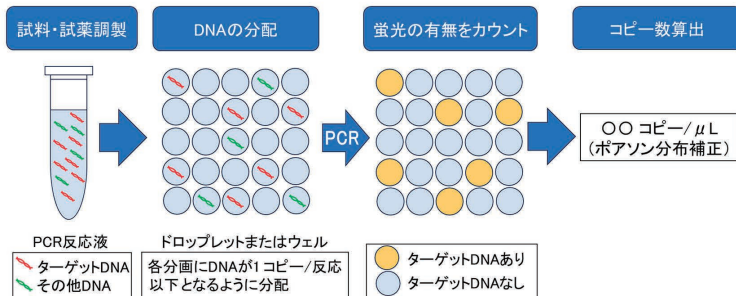 試料・試薬調製
DNAの分配
蛍光の有無をカウント
コピー数算出
PCR
〇〇 コピー/μL
(ポアソン分布補正)
PCR反応液
ターゲットDNA
その他DNA
ドロップレットまたはウェル
各分画にDNAが1コピー/反応
以下となるように分配
ターゲットDNAあり
ターゲットDNAなし